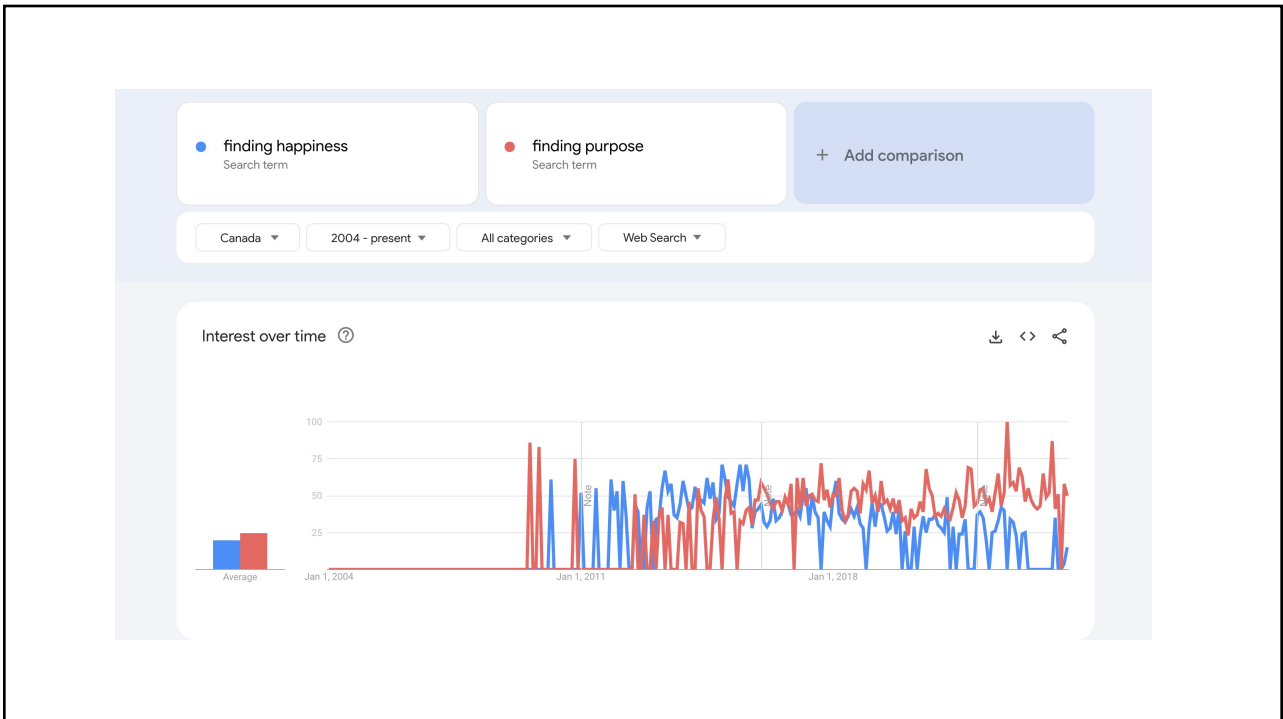 finding happiness
Search term
finding purpose
Search term
+ Add comparison
Canada
2004 - present
All categories
Web Search
Interest over time
100
75
50
25
Note
Note
Note
Average
Jan 1, 2004
Jan 1, 2011
Jan 1, 2018